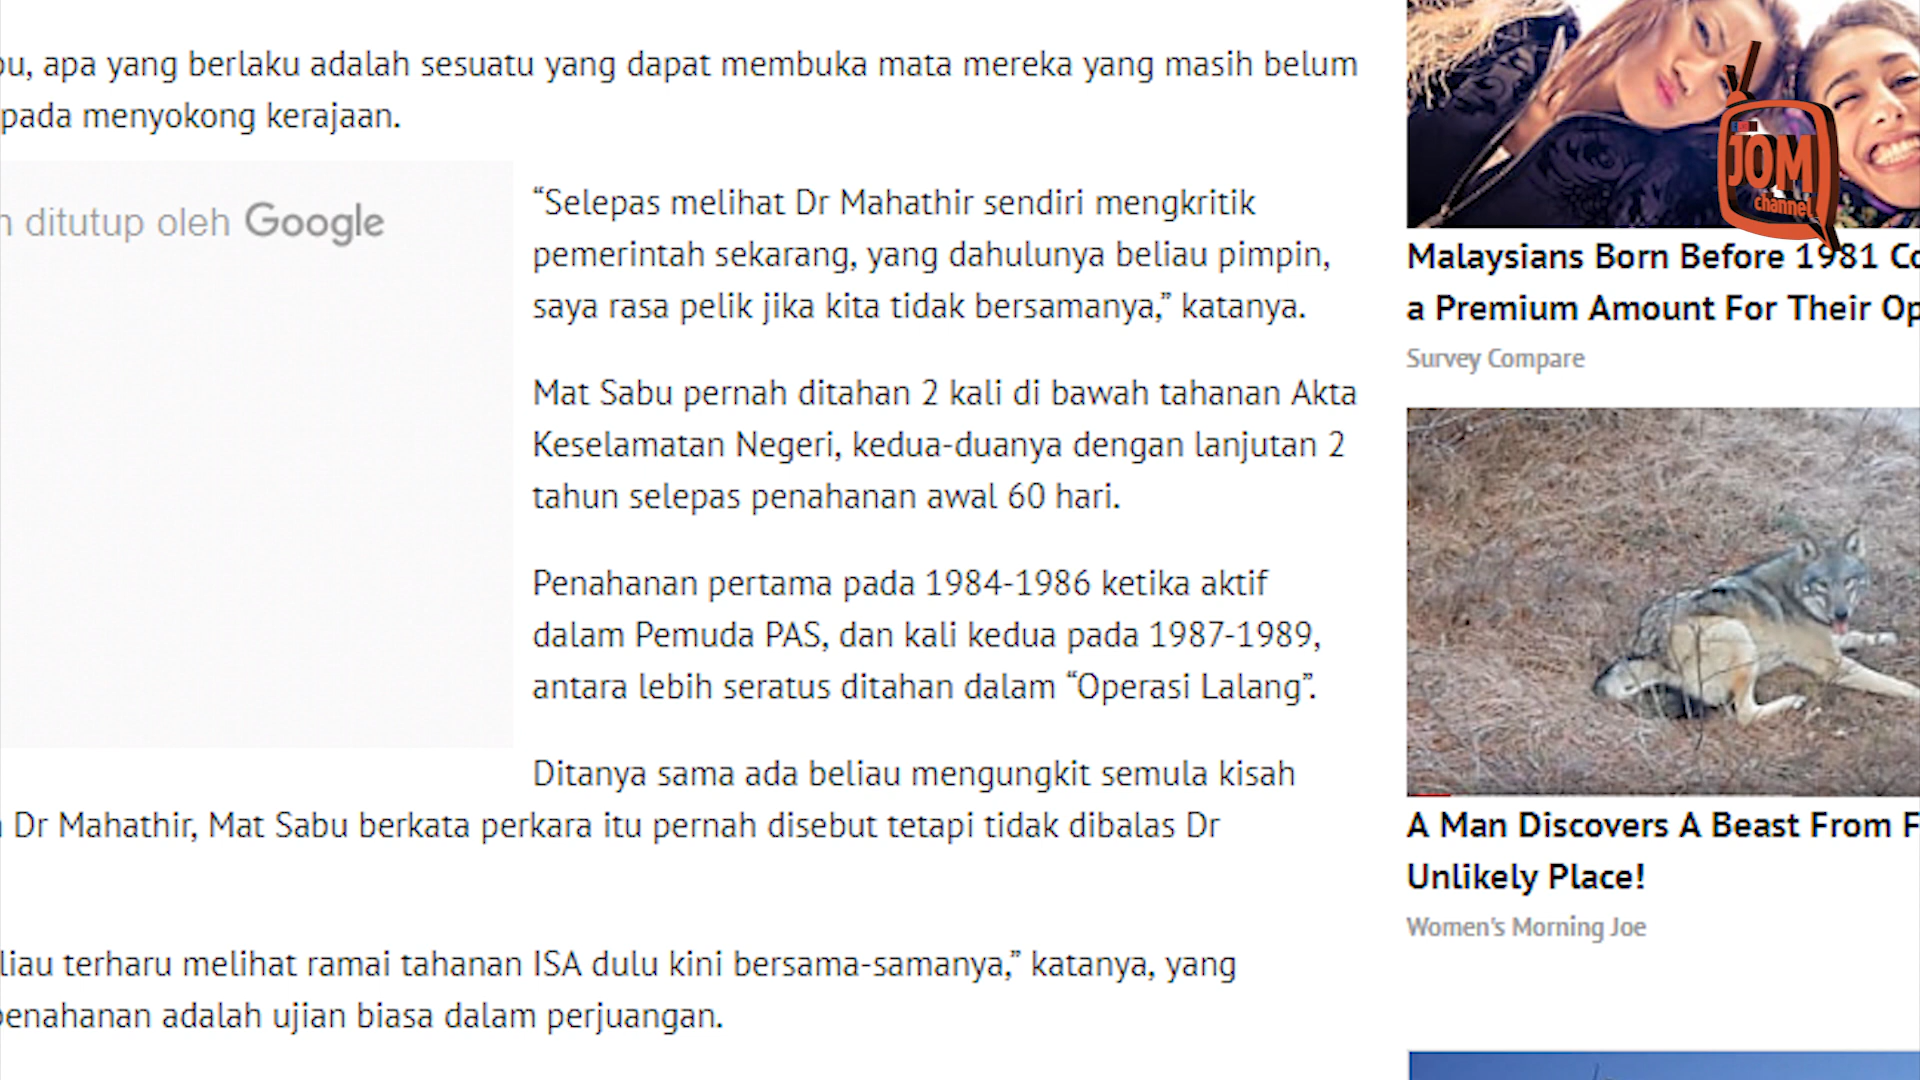 apa yang berlaku adalah sesuatu yang dapat membuka mata mereka yang masih belum
pada menyokong kerajaan.
ditutup oleh Google
“Selepas melihat Dr Mahathir sendiri mengkritik
pemerintah sekarang, yang dahulunya beliau pimpin,
saya rasa pelik jika kita tidak bersamanya,” katanya.
Mat Sabu pernah ditahan 2 kali di bawah tahanan Akta
Keselamatan Negeri, kedua-duanya dengan lanjutan 2
tahun selepas penahanan awal 60 hari.
Penahanan pertama pada 1984-1986 ketika aktif
dalam Pemuda PAS, dan kali kedua pada 1987-1989,
antara lebih seratus ditahan dalam “Operasi Lalang”.
Ditanya sama ada beliau mengungkit semula kisah
Dr Mahathir, Mat Sabu berkata perkara itu pernah disebut tetapi tidak dibalas Dr
liau terharu melihat ramai tahanan ISA dulu kini bersama-samanya,” katanya, yang
penahanan adalah ujian biasa dalam perjuangan.
JOM
channel
Malaysians Born Before 1981
a Premium Amount For Their
Survey Compare
A Man Discovers A Beast From
Unlikely Place!
Women's Morning Joe